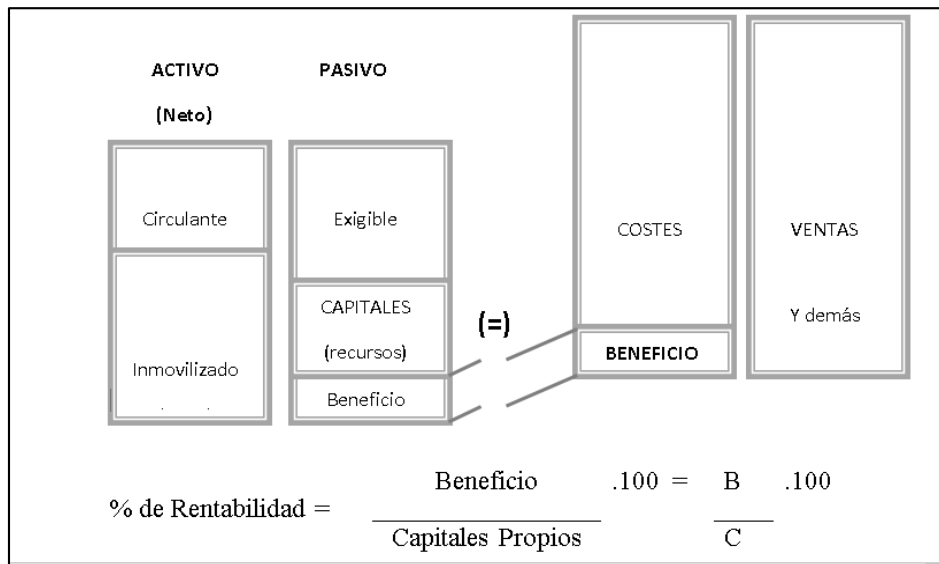 ACTIVO
(Neto)
PASIVO
Circulante
Inmovilizado
Exigible
CAPITALES
(recursos)
Beneficio
(=)
COSTES
BENEFICIO
VENTAS
Y demás
% de Rentabilidad = Beneficio .100 = B .100
Capitales Propios C